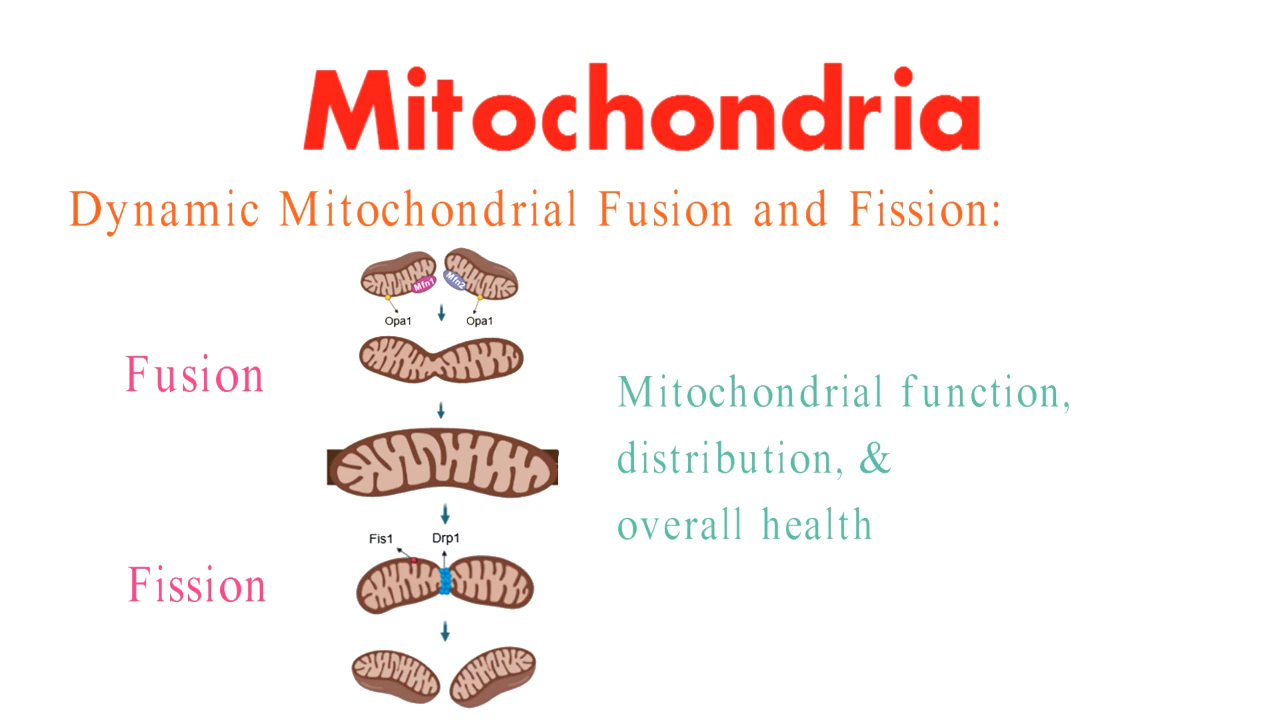 Mitochondria
Dynamic Mitochondrial Fusion and Fission:
Mfn1
Mfn2
Opa1
Opa1
Fusion
Mitochondrial function,
distribution, &
overall health
Fis1
Drp1
Fission